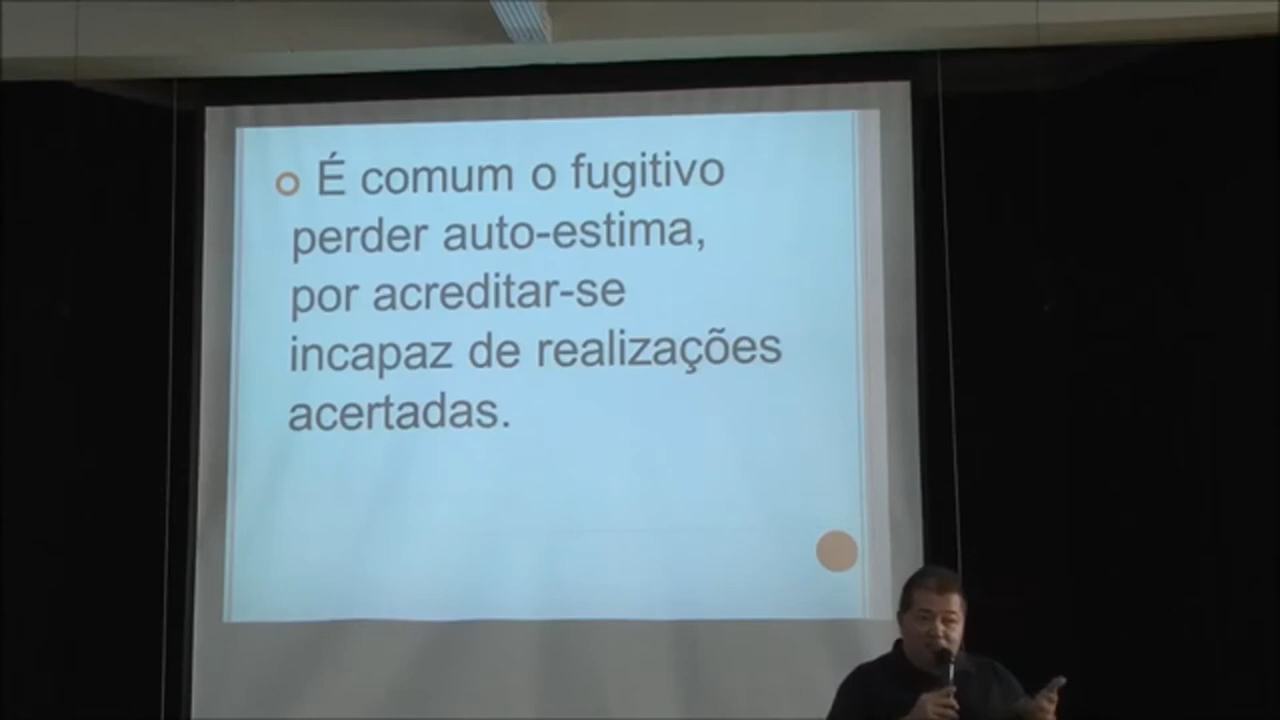 É comum o fugitivo
perder auto-estima,
por acreditar-se
incapaz de realizações
acertadas.